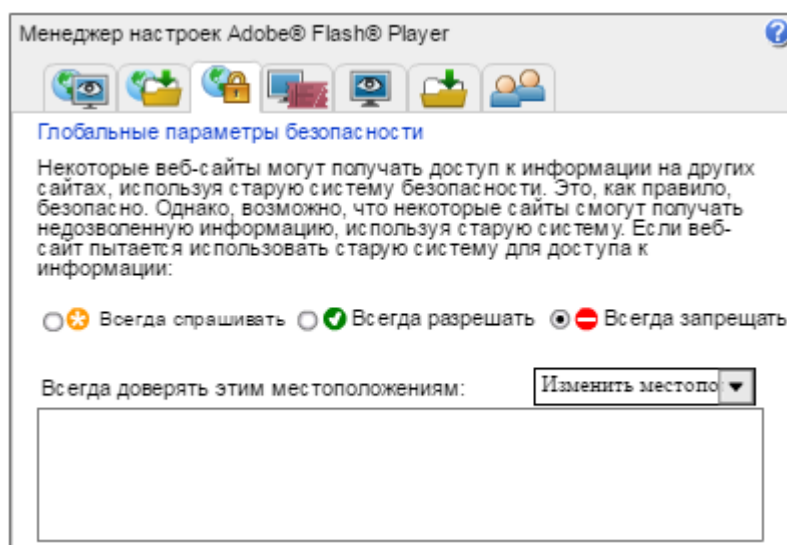 Менеджер настроек Adobe® Flash® Player
?
Глобальные параметры безопасности
Некоторые веб-сайты могут получать доступ к информации на других
сайтах, используя старую систему безопасности. Это, как правило,
безопасно. Однако, возможно, что некоторые сайты смогут получать
недозволенную информацию, используя старую систему. Если веб-
сайт пытается использовать старую систему для доступа к
информации:
Всегда спрашивать Всегда разрешать Всегда запрещать
Всегда доверять этим местоположениям: Изменить местопо